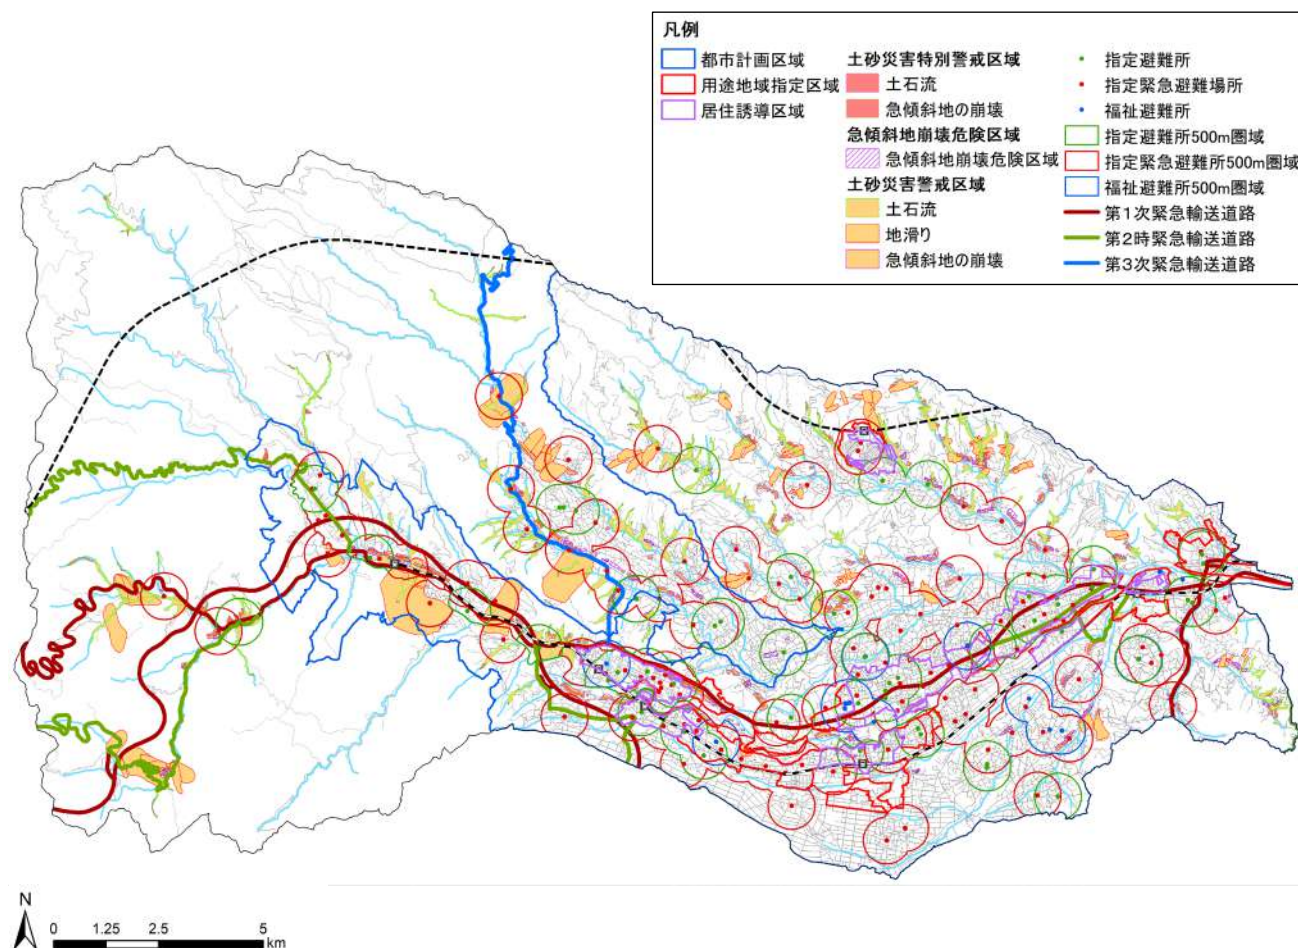 凡例
都市計画区域
用途地域指定区域
居住誘導区域
土砂災害特別警戒区域
土石流
急傾斜地の崩壊
急傾斜地崩壊危険区域
急傾斜地崩壊危険区域
土砂災害警戒区域
土石流
地滑り
急傾斜地の崩壊
指定避難所
指定緊急避難場所
福祉避難所
指定避難所500m圏域
指定緊急避難所500m圏域
福祉避難所500m圏域
第1次緊急輸送道路
第2時緊急輸送道路
第3次緊急輸送道路
N
0 1.25 2.5 5
km